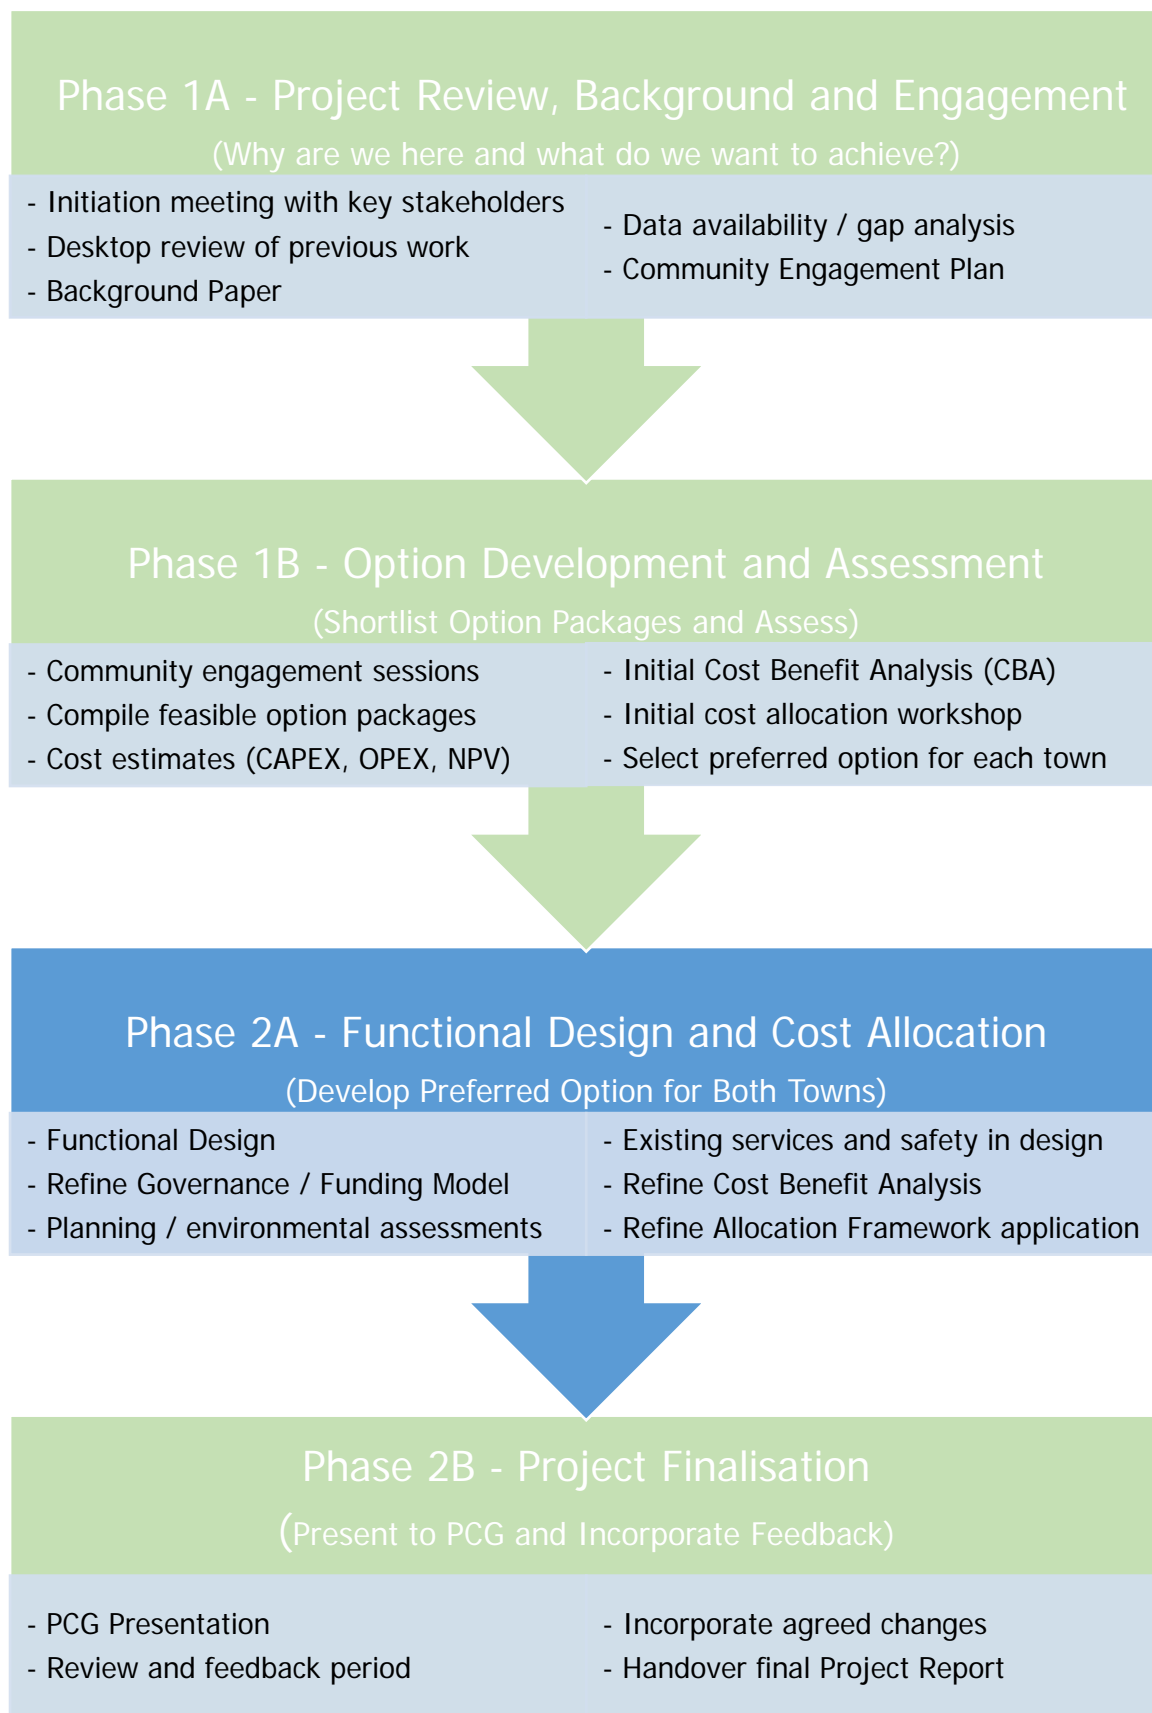 Phase 1A - Project Review, Background and Engagement
(Why are we here and what do we want to achieve?)
- Initiation meeting with key stakeholders
- Desktop review of previous work
- Background Paper
- Data availability / gap analysis
- Community Engagement Plan
Phase 1B - Option Development and Assessment
(Shortlist Option Packages and Assess)
- Community engagement sessions
- Compile feasible option packages
- Cost estimates (CAPEX, OPEX, NPV)
- Initial Cost Benefit Analysis (CBA)
- Initial cost allocation workshop
- Select preferred option for each town
Phase 2A - Functional Design and Cost Allocation
(Develop Preferred Option for Both Towns)
- Functional Design
- Refine Governance / Funding Model
- Planning / environmental assessments
- Existing services and safety in design
- Refine Cost Benefit Analysis
- Refine Allocation Framework application
Phase 2B - Project Finalisation
(Present to PCG and Incorporate Feedback)
- PCG Presentation
- Review and feedback period
- Incorporate agreed changes
- Handover final Project Report